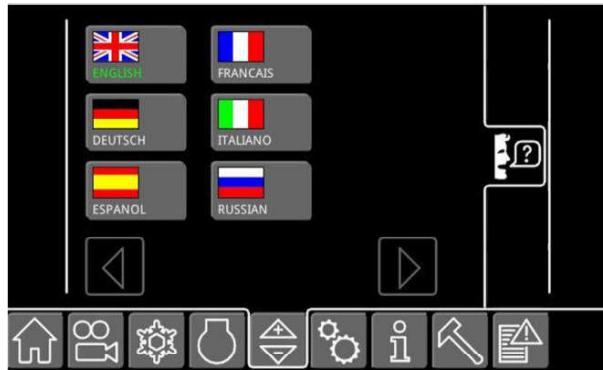 ENGLISH
FRANCAIS
DEUTSCH
ITALIANO
?
ESPANOL
RUSSIAN